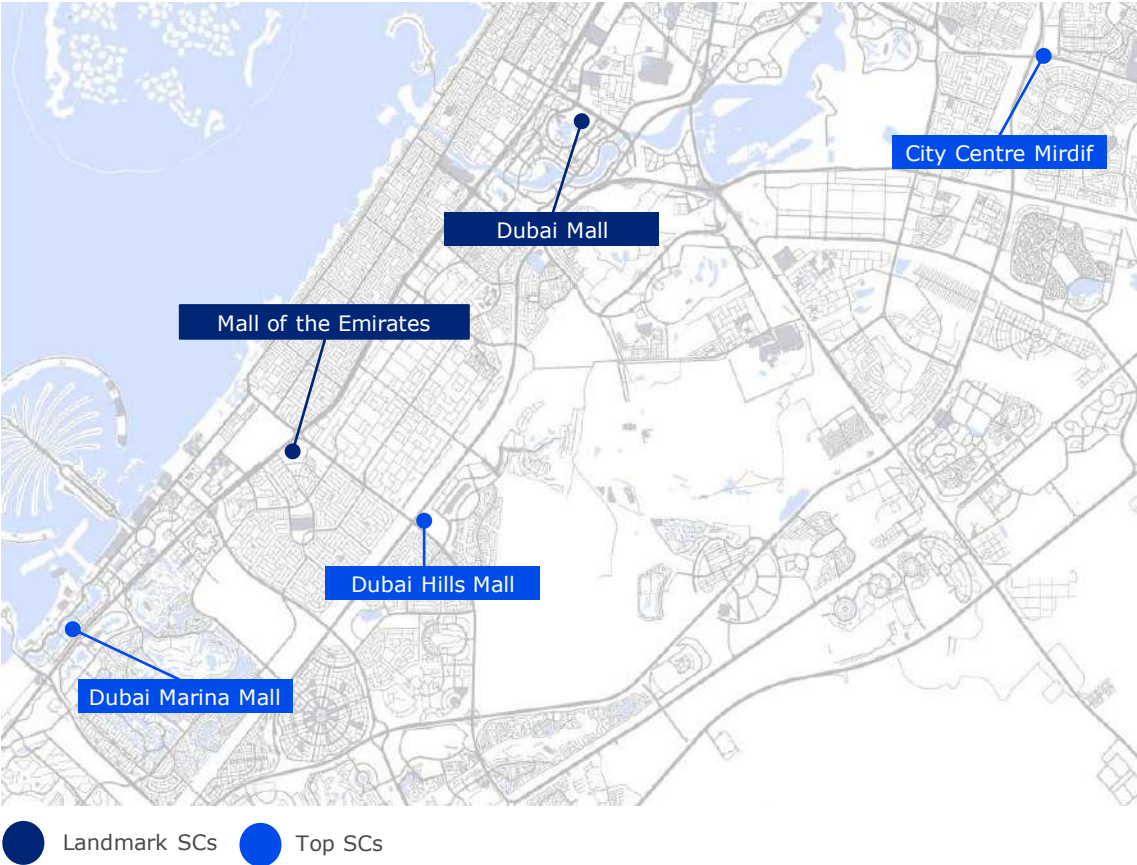 City Centre Mirdif
Dubai Mall
Mall of the Emirates
Dubai Hills Mall
Dubai Marina Mall
Landmark SCs
Top SCs